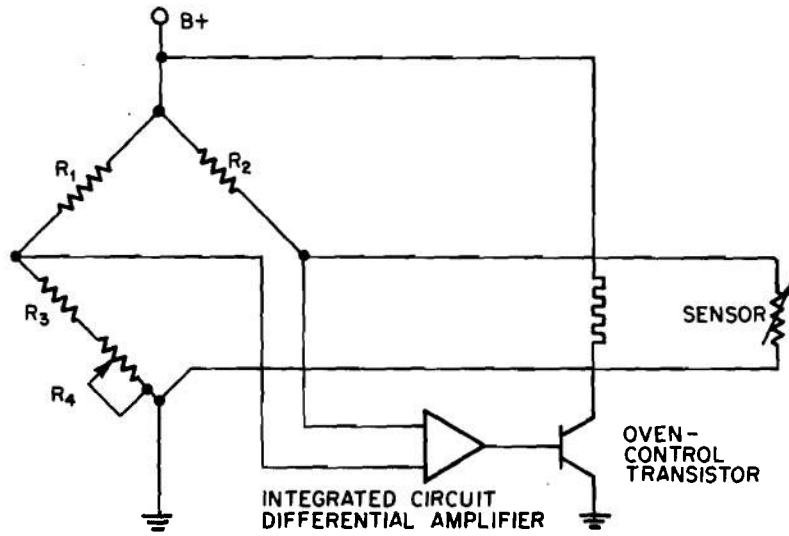 B+
R1
R2
R3
SENSOR
R4
OVEN-
CONTROL
TRANSISTOR
INTEGRATED CIRCUIT
DIFFERENTIAL AMPLIFIER